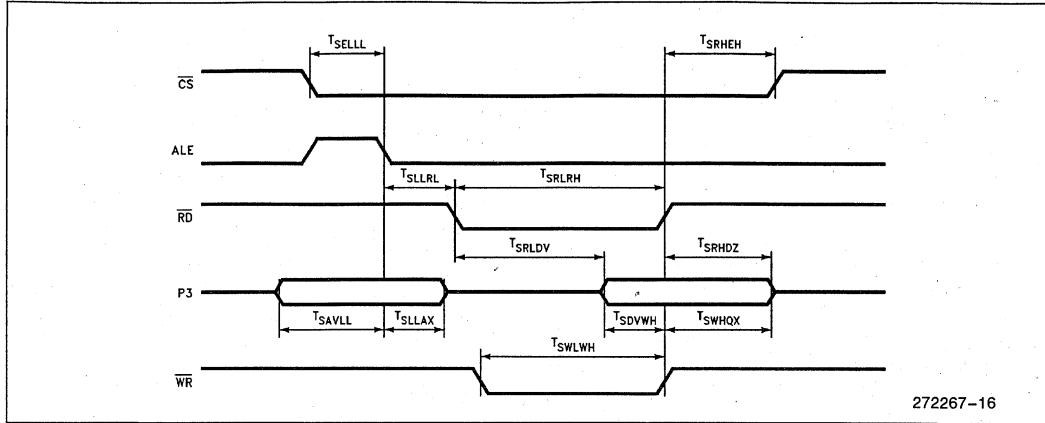 TSELLL TSRHEH
CS
ALE
TSLLRL TSRLRH
RD
TSRLDV TSRHDZ
P3
TSAVLL TSLLAX TSDVWH TSWHQX
TSWLWH
WR
272267-16